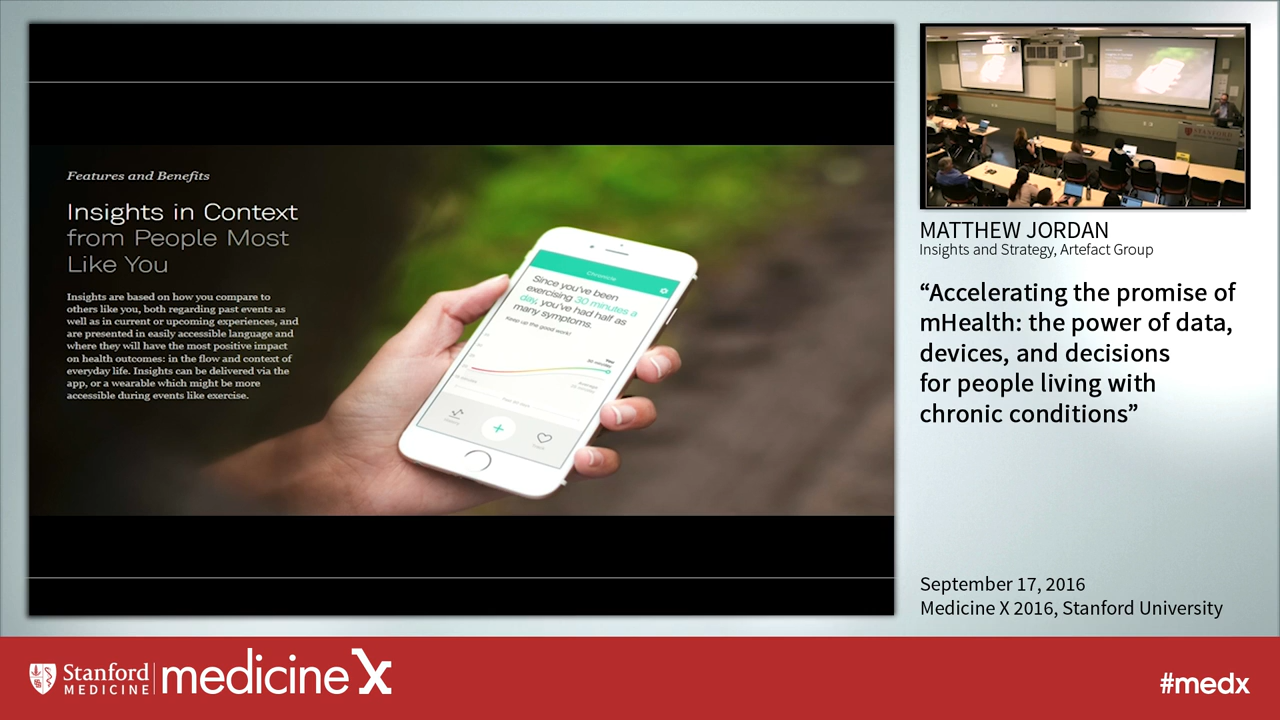 Features and Benefits
Insights in Context
from People Most
Like You
Insights are based on how you compare to
others like you, both regarding past events as
well as in current or upcoming experiences, and
are presented in easily accessible language and
where they will have the most positive impact
on health outcomes: in the flow and context of
everyday life. Insights can be delivered via the
app, or a wearable which might be more
accessible during events like exercise.
Chronicle
Since you've been
exercising 30 minutes a
day, you've had half as
many symptoms.
Keep up the good work!
STANFORD
MATTHEW JORDAN
Insights and Strategy, Artefact Group
“Accelerating the promise of
mHealth: the power of data,
devices, and decisions
for people living with
chronic conditions”
September 17, 2016
Medicine X 2016, Stanford University
Stanford
MEDICINE
medicineX
#medx